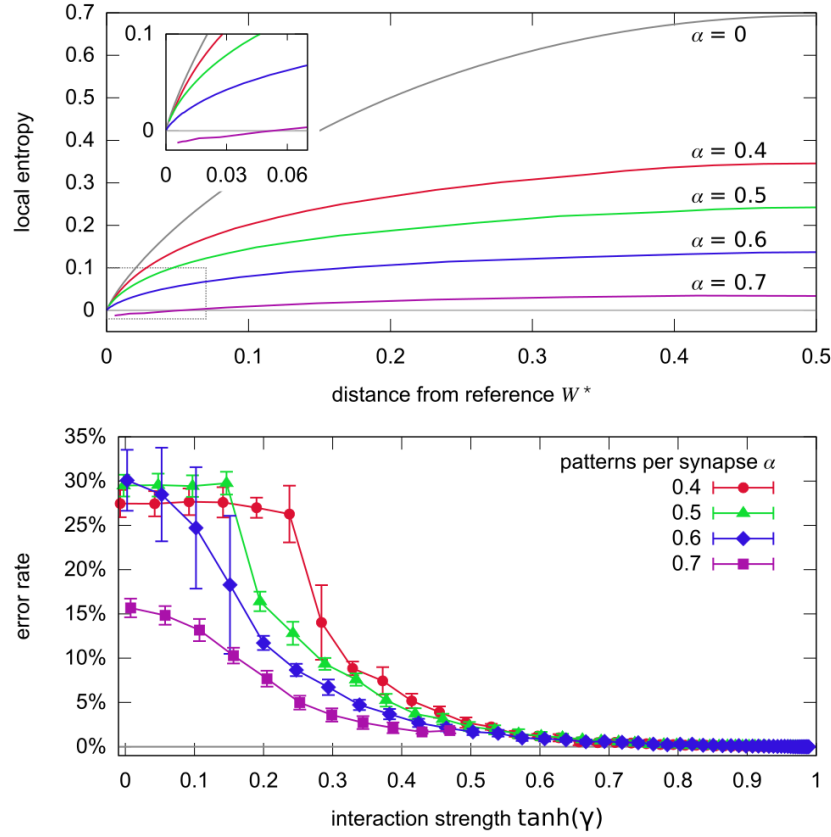 0.7
0.6
0.5
0.4
0.3
0.2
0.1
0
local entropy
0.1
0
0 0.03 0.06
α = 0
α = 0.4
α = 0.5
α = 0.6
α = 0.7
0 0.1 0.2 0.3 0.4 0.5
distance from reference W*
35%
30%
25%
20%
15%
10%
5%
0%
error rate
patterns per synapse α
0.4
0.5
0.6
0.7
0 0.1 0.2 0.3 0.4 0.5 0.6 0.7 0.8 0.9 1
interaction strength tanh(γ)